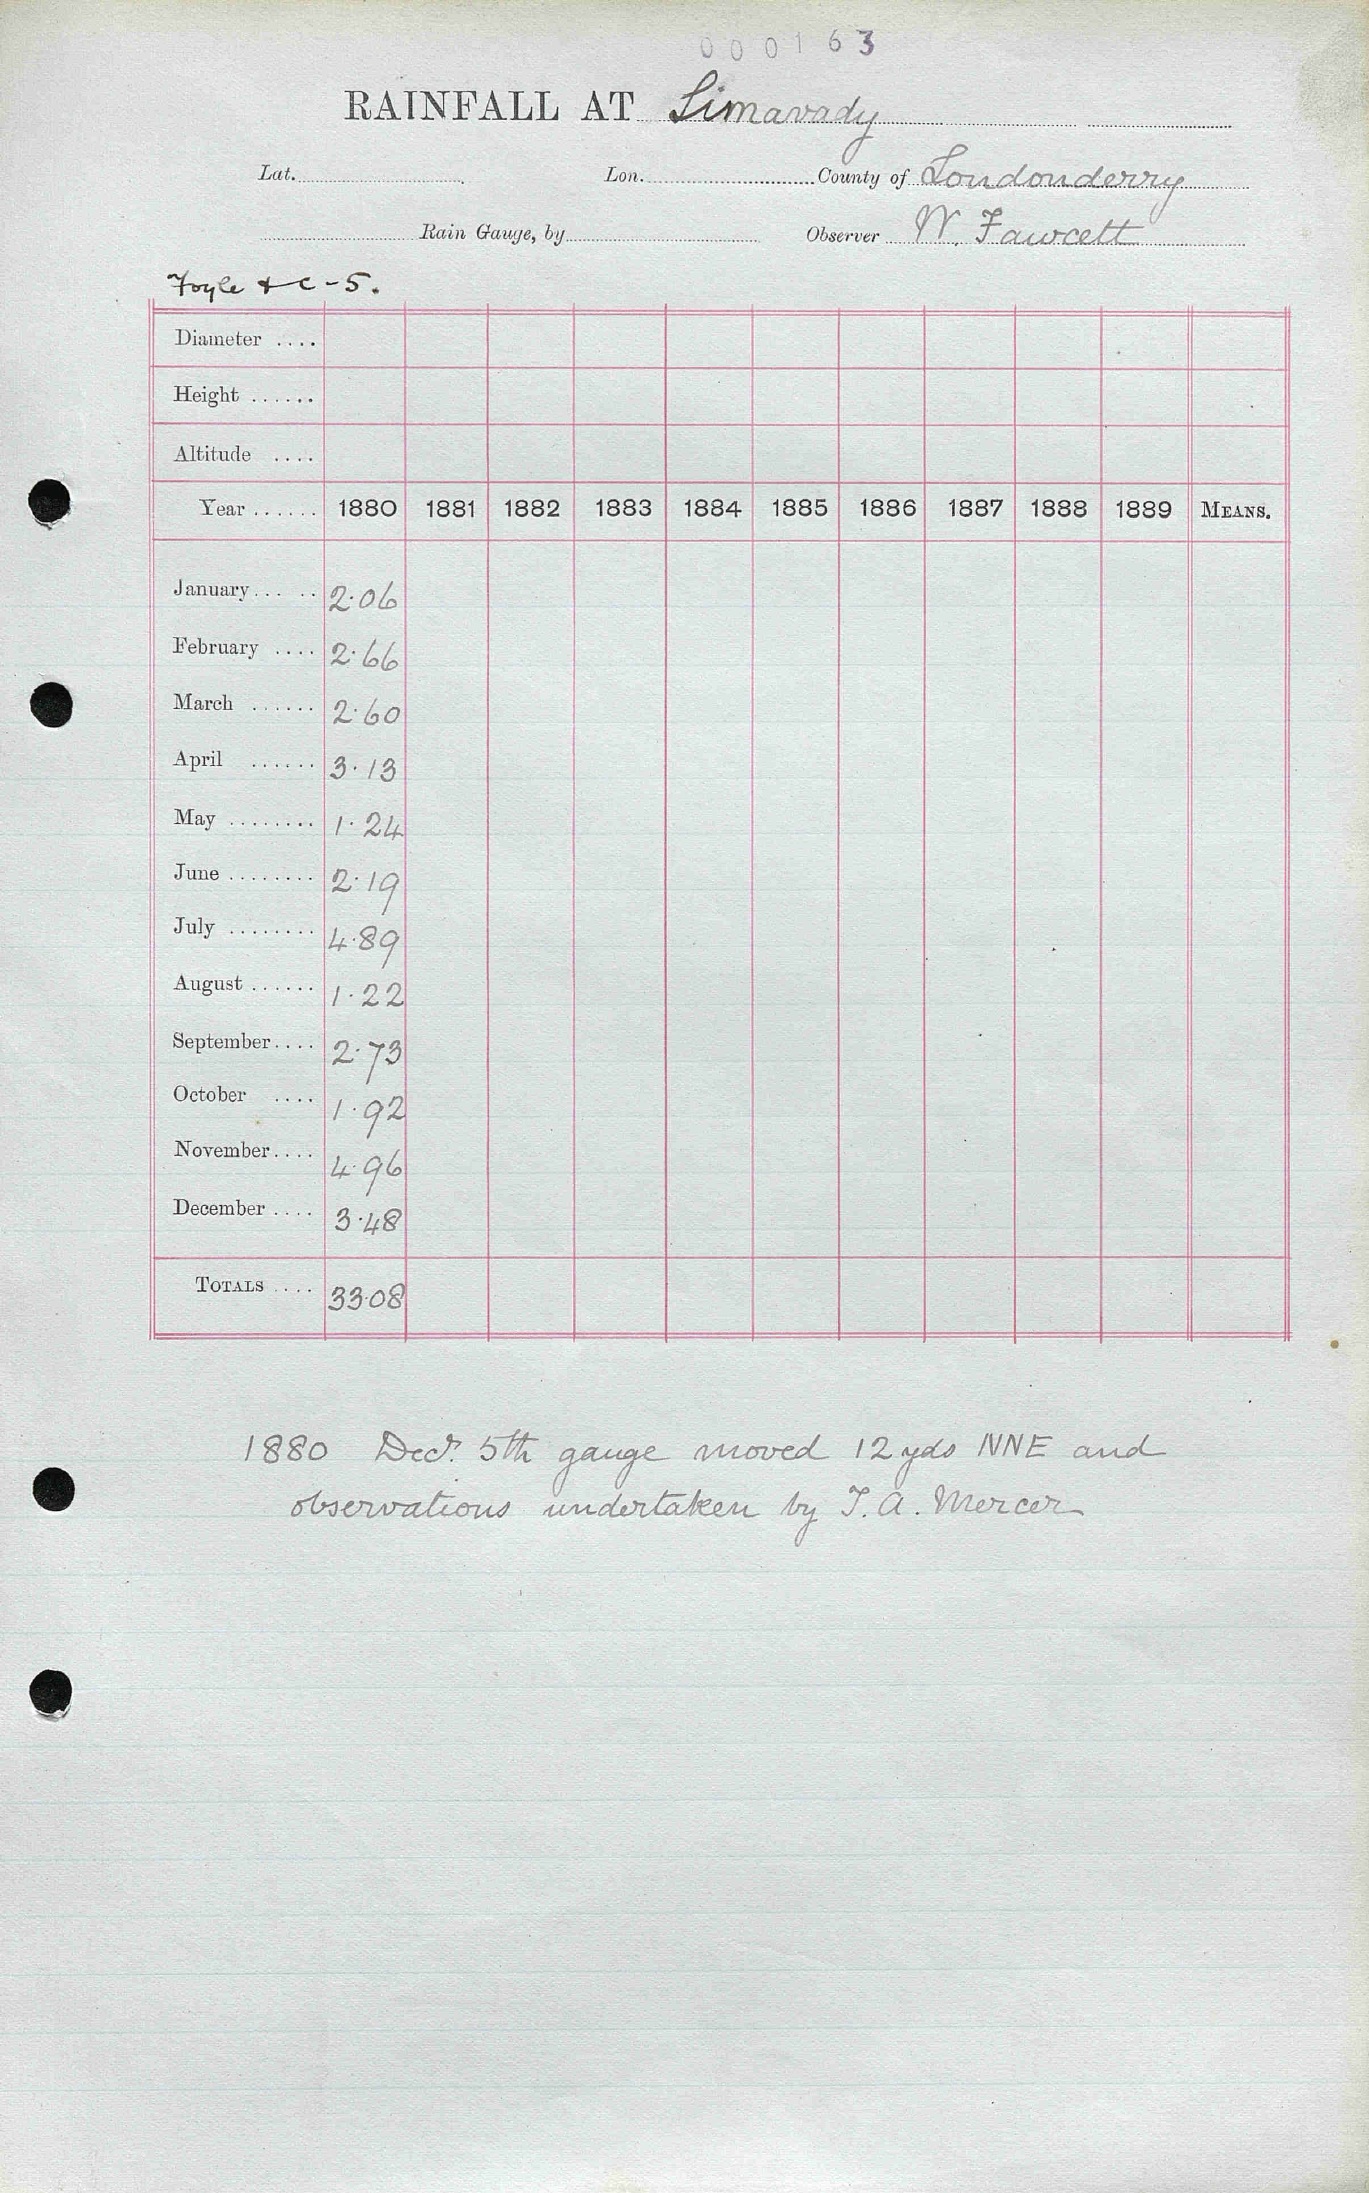 000163
RAINFALL AT Limavady
Lat. Lon. County of Londonderry
Rain Gauge, by Observer W. Fawcett
Foyle & C-5.
Diameter ....
Height ......
Altitude ....
Year ...... 1880 1881 1882 1883 1884 1885 1886 1887 1888 1889 MEANS.
January... .. 2.06
February .... 2.66
March ...... 2.60
April ...... 3.13
May ........ 1.24
June ........ 2.19
July ........ 4.89
August ...... 1.22
September.... 2.73
October .... 1.92
November.... 4.96
December .... 3.48
TOTALS .... 33.08
1880 Decr. 5th gauge moved 12 yds NNE and
observations undertaken by T. A. Mercer